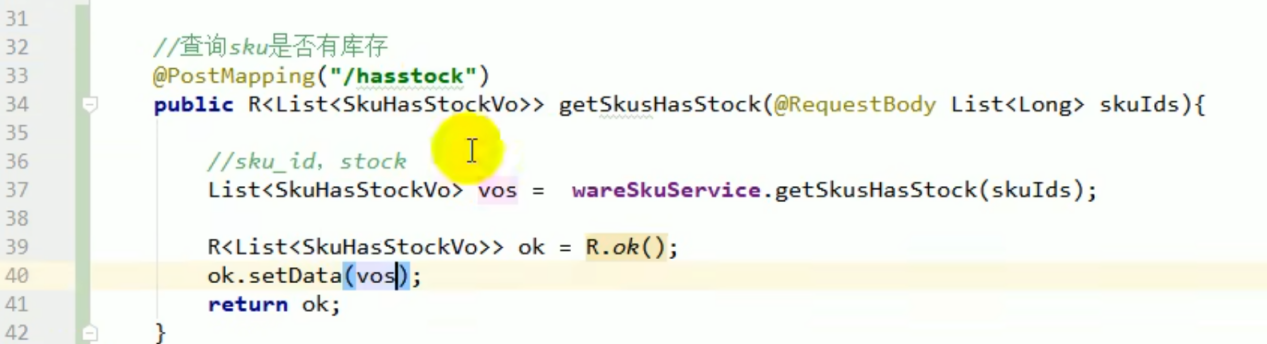 31
32 //查询sku是否有库存
33 @PostMapping("/hasstock")
34 public R<List<SkuHasStockVo>> getSkusHasStock(@RequestBody List<Long> skuIds){
35
36 //sku_id, stock
37 List<SkuHasStockVo> vos = wareSkuService.getSkusHasStock(skuIds);
38
39 R<List<SkuHasStockVo>> ok = R.ok();
40 ok.setData(vos);
41 return ok;
42 }